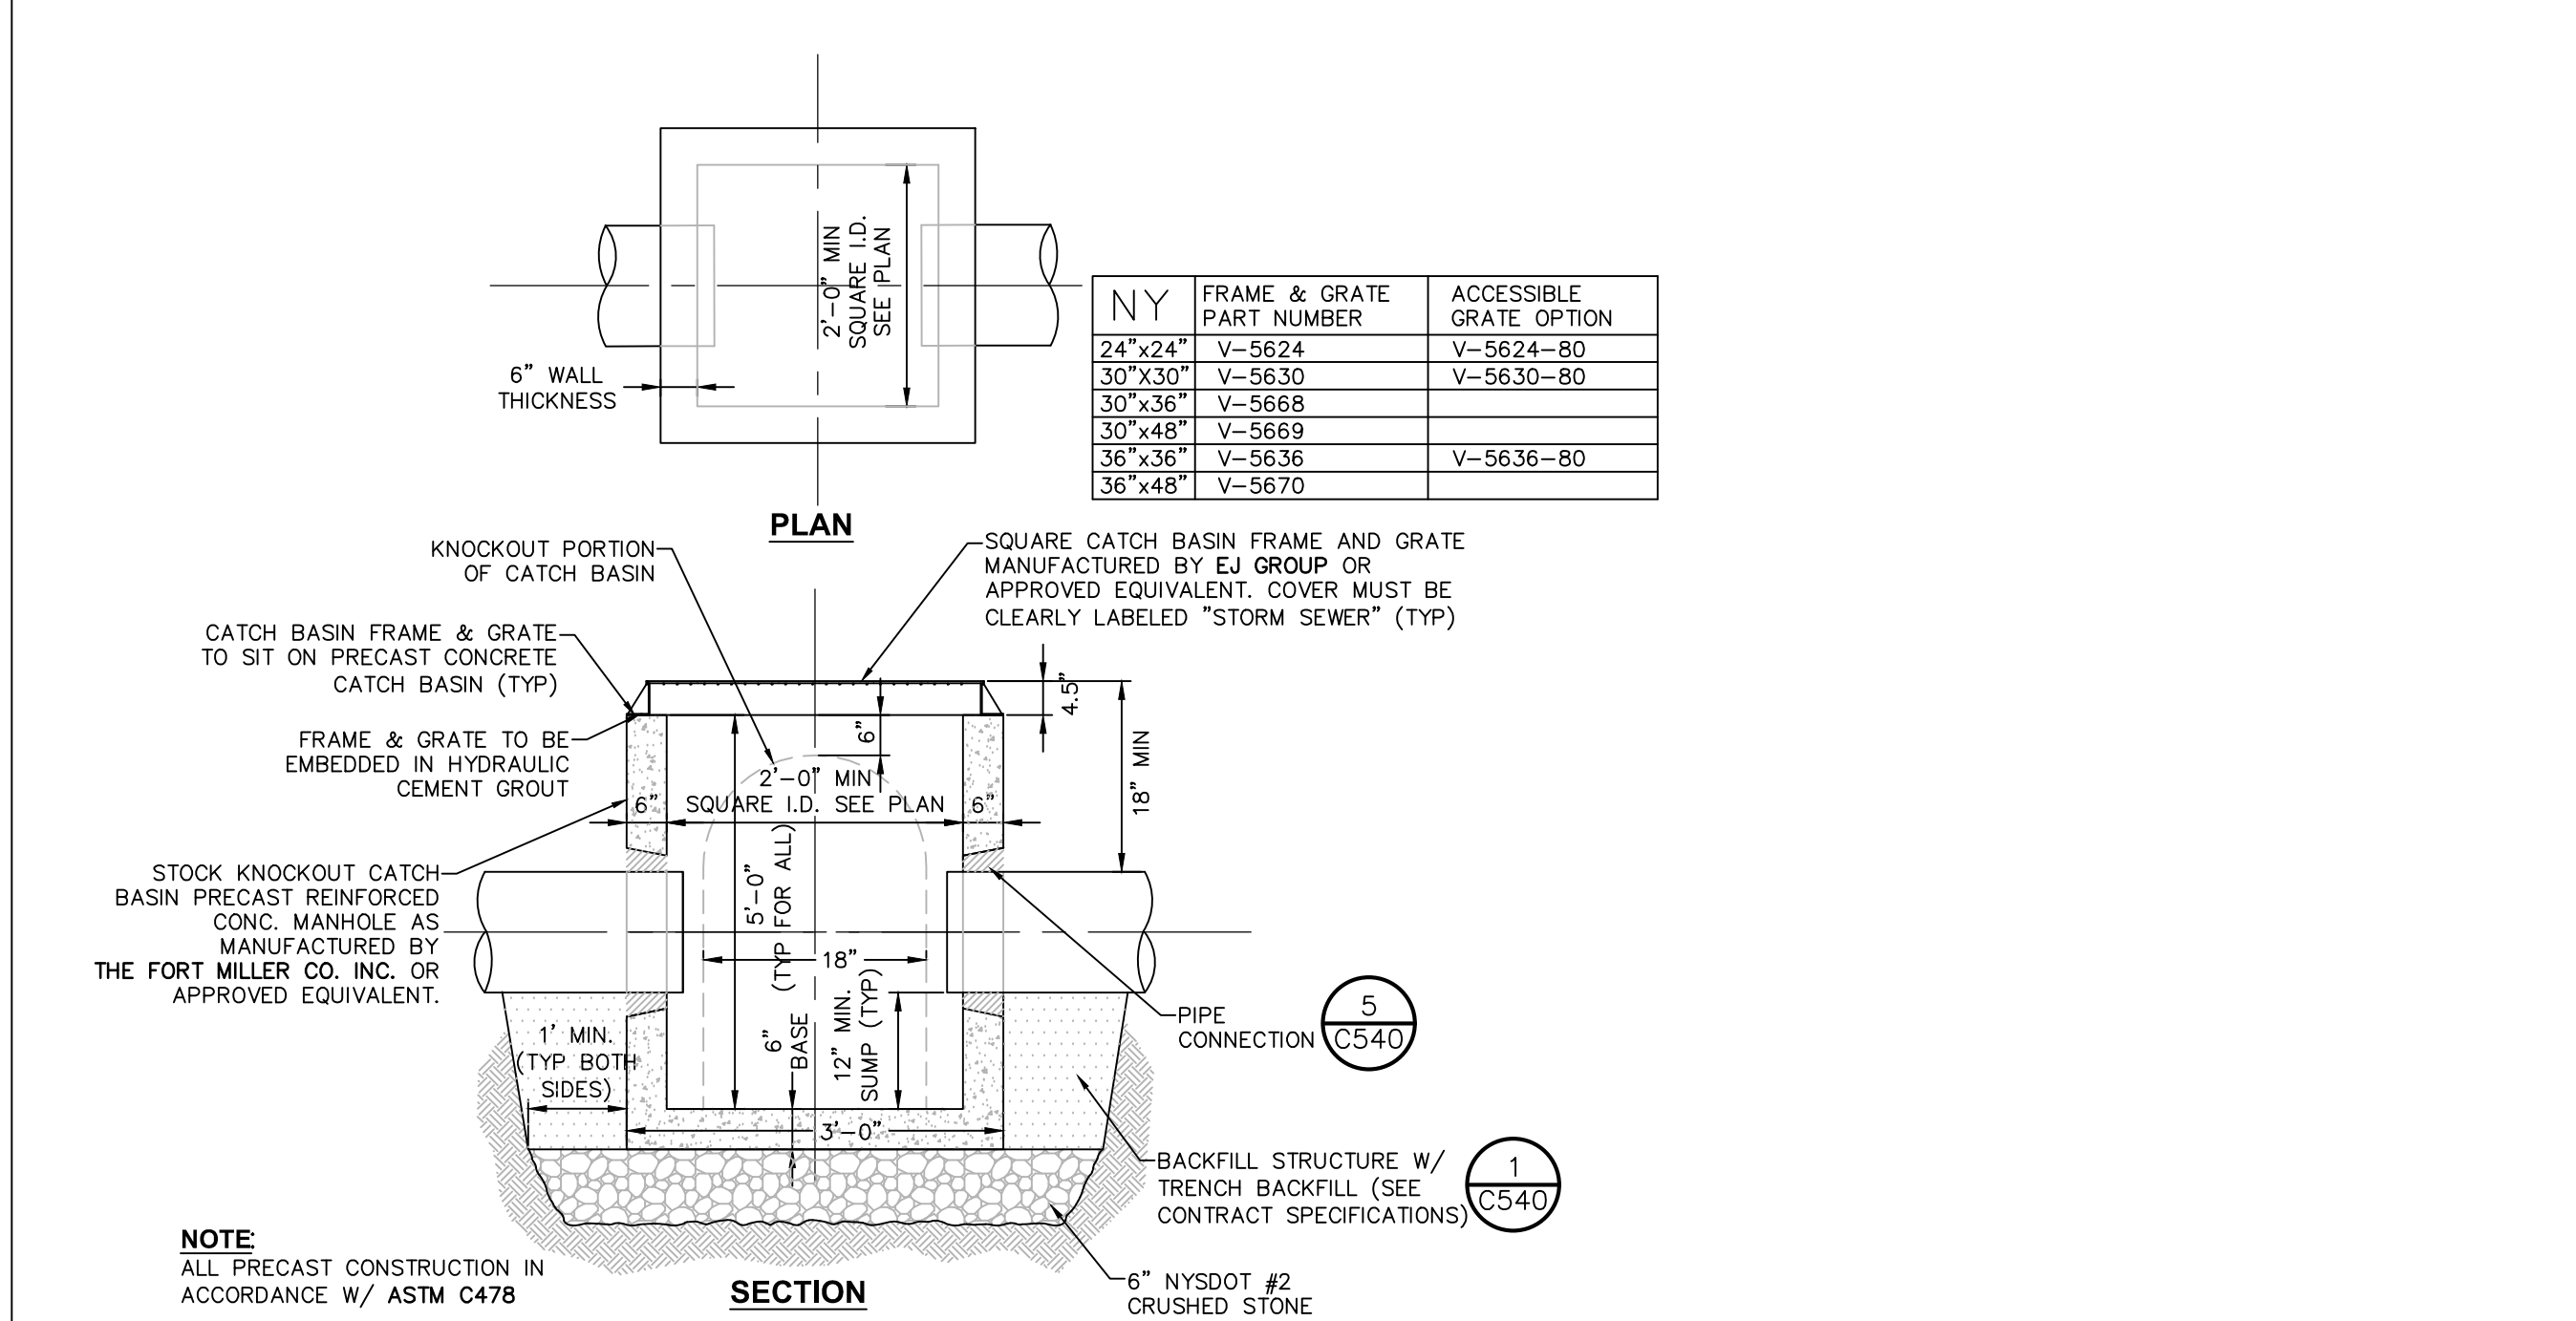 2'-0" MIN
SQUARE I.D.
SEE PLAN
6" WALL
THICKNESS
PLAN
NY FRAME & GRATE PART NUMBER ACCESSIBLE GRATE OPTION
24"x24" V-5624 V-5624-80
30"X30" V-5630 V-5630-80
30"x36" V-5668
30"x48" V-5669
36"x36" V-5636 V-5636-80
36"x48" V-5670
KNOCKOUT PORTION
OF CATCH BASIN
SQUARE CATCH BASIN FRAME AND GRATE
MANUFACTURED BY EJ GROUP OR
APPROVED EQUIVALENT. COVER MUST BE
CLEARLY LABELED "STORM SEWER" (TYP)
CATCH BASIN FRAME & GRATE
TO SIT ON PRECAST CONCRETE
CATCH BASIN (TYP)
FRAME & GRATE TO BE
EMBEDDED IN HYDRAULIC
CEMENT GROUT
STOCK KNOCKOUT CATCH
BASIN PRECAST REINFORCED
CONC. MANHOLE AS
MANUFACTURED BY
THE FORT MILLER CO. INC. OR
APPROVED EQUIVALENT.
4.5"
18" MIN
6"
2'-0" MIN
SQUARE I.D. SEE PLAN
6"
6"
5'-0"
(TYP FOR ALL)
18"
6"
BASE
12" MIN.
SUMP (TYP)
1' MIN.
(TYP BOTH
SIDES)
3'-0"
PIPE
CONNECTION
5
C540
BACKFILL STRUCTURE W/
TRENCH BACKFILL (SEE
CONTRACT SPECIFICATIONS)
1
C540
6" NYSDOT #2
CRUSHED STONE
NOTE:
ALL PRECAST CONSTRUCTION IN
ACCORDANCE W/ ASTM C478
SECTION